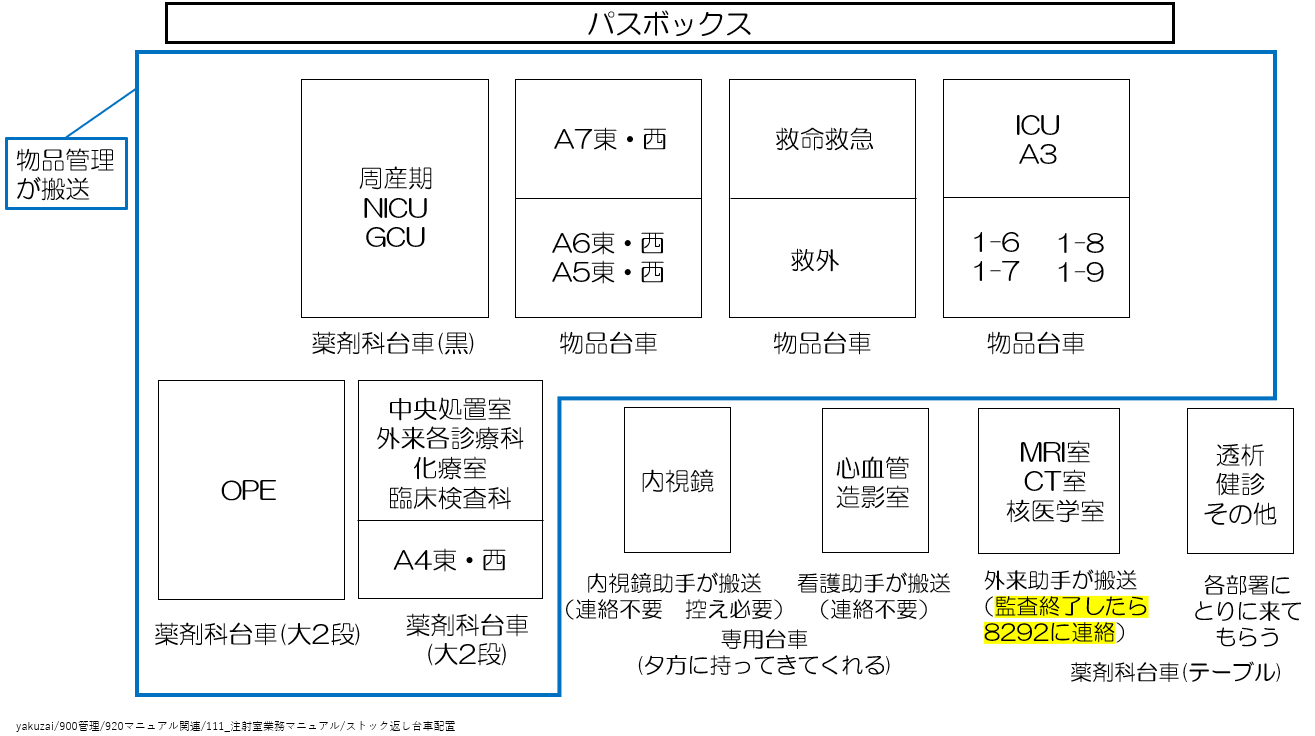 パスボックス
物品管理
が搬送
周産期
NICU
GCU
薬剤科台車(黒)
A7東・西
A6東・西
A5東・西
物品台車
救命救急
救外
物品台車
ICU
A3
1-6 1-8
1-7 1-9
物品台車
OPE
薬剤科台車(大2段)
中央処置室
外来各診療科
化療室
臨床検査科
A4東・西
薬剤科台車
(大2段)
内視鏡
内視鏡助手が搬送
(連絡不要 控え必要)
心血管
造影室
看護助手が搬送
(連絡不要)
専用台車
(夕方に持ってきてくれる)
MRI室
CT室
核医学室
外来助手が搬送
(監査終了したら
8292に連絡)
透析
健診
その他
各部署に
とりに来て
もらう
薬剤科台車(テーブル)
yakuzai/900管理/920マニュアル関連/111_注射室業務マニュアル/ストック返し台車配置